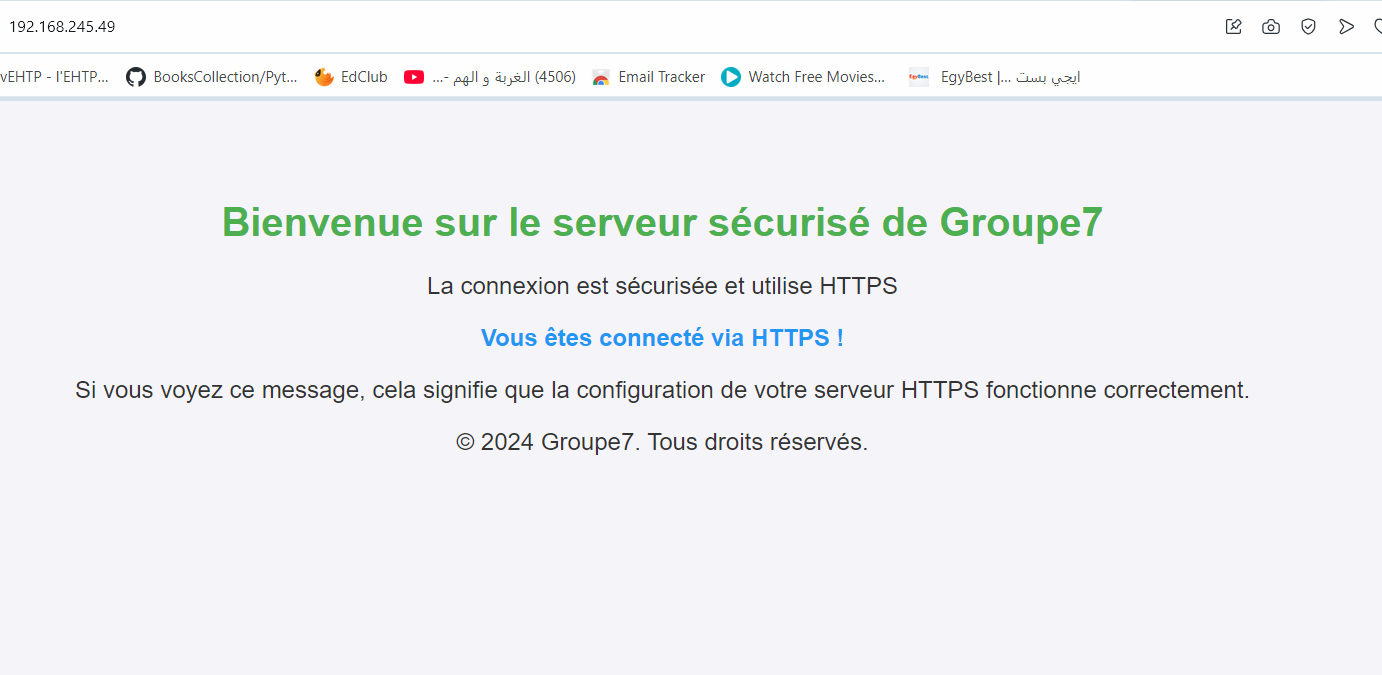 192.168.245.49
vEHTP - l'EHTP... BooksCollection/Pyt... EdClub (4506) الغربة و الهم -... Email Tracker Watch Free Movies... EgyBest EgyBest |... ايجي بست
Bienvenue sur le serveur sécurisé de Groupe7
La connexion est sécurisée et utilise HTTPS
Vous êtes connecté via HTTPS !
Si vous voyez ce message, cela signifie que la configuration de votre serveur HTTPS fonctionne correctement.
© 2024 Groupe7. Tous droits réservés.